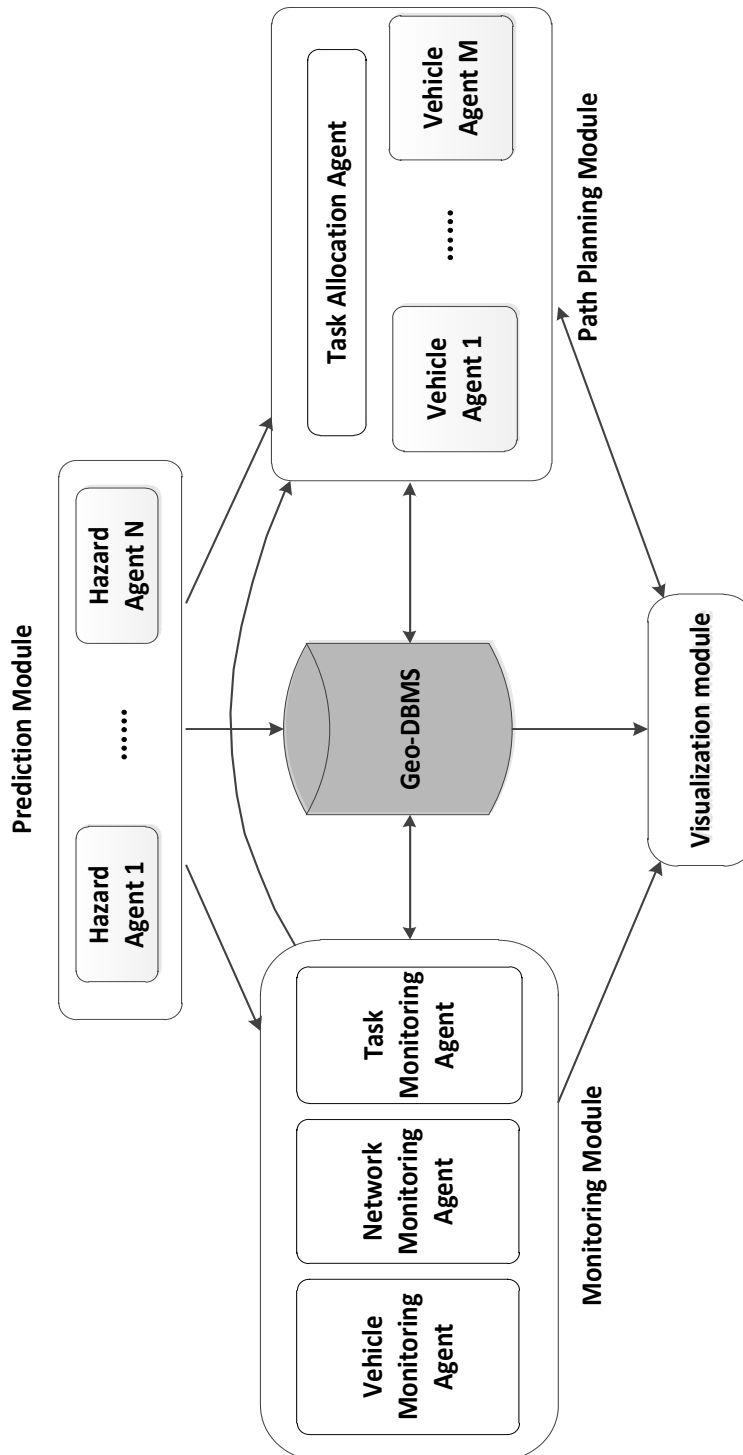 Prediction Module
Hazard
Agent 1
......
Hazard
Agent N
Vehicle
Monitoring
Agent
Network
Monitoring
Agent
Task
Monitoring
Agent
Monitoring Module
Geo-DBMS
Task Allocation Agent
Vehicle
Agent 1
......
Vehicle
Agent M
Path Planning Module
Visualization module